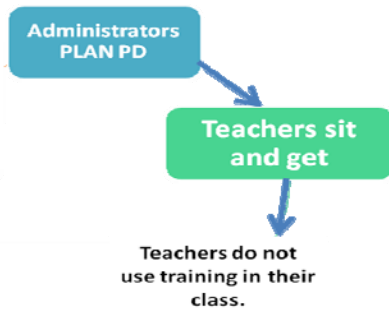 Administrators
PLAN PD
Teachers sit
and get
Teachers do not
use training in their
class.